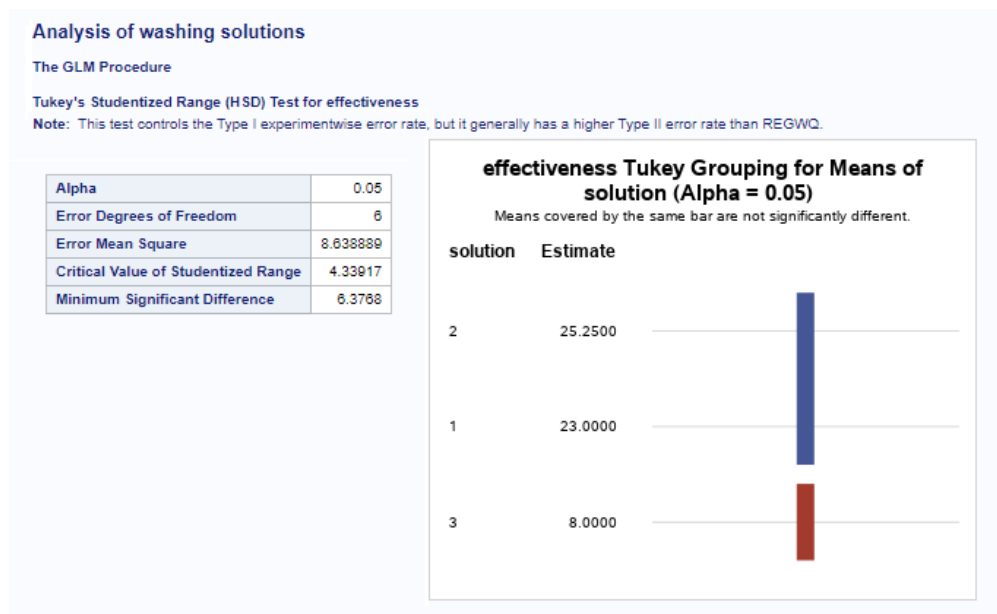 Analysis of washing solutions
The GLM Procedure
Tukey's Studentized Range (HSD) Test for effectiveness
Note: This test controls the Type I experimentwise error rate, but it generally has a higher Type II error rate than REGWQ.
Alpha 0.05
Error Degrees of Freedom 6
Error Mean Square 8.638889
Critical Value of Studentized Range 4.33917
Minimum Significant Difference 6.3768
effectiveness Tukey Grouping for Means of
solution (Alpha = 0.05)
Means covered by the same bar are not significantly different.
solution Estimate
2 25.2500
1 23.0000
3 8.0000